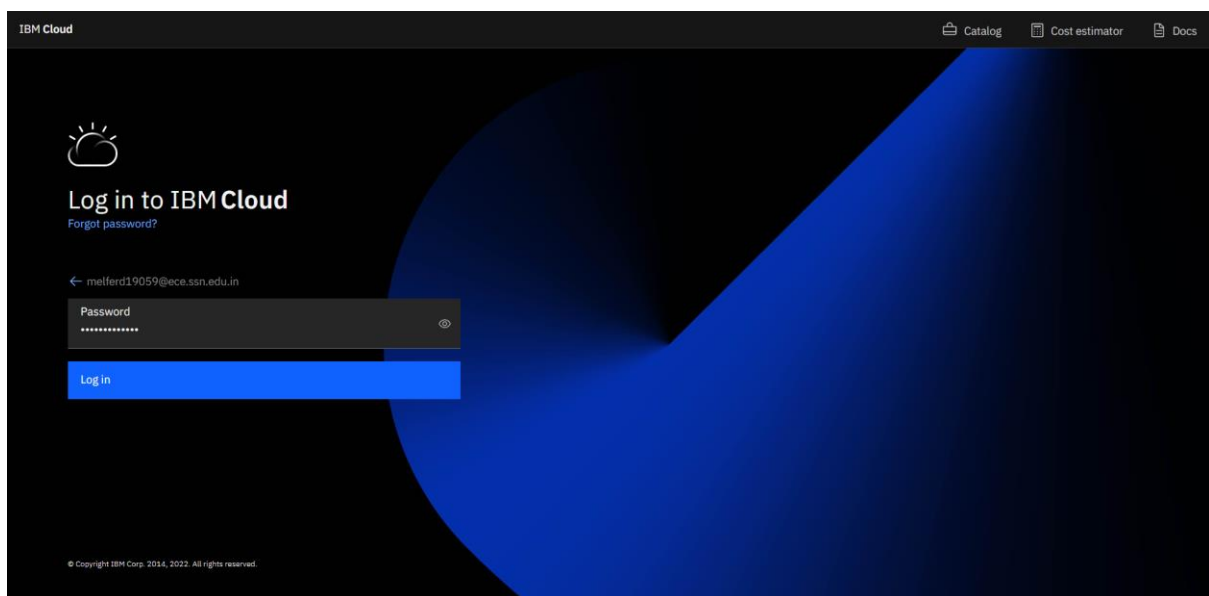 IBM Cloud
Catalog
Cost estimator
Docs
Log in to IBM Cloud
Forgot password?
← melferd19059@ece.ssn.edu.in
Password
•••••••••••••
Log in
© Copyright IBM Corp. 2014, 2022. All rights reserved.